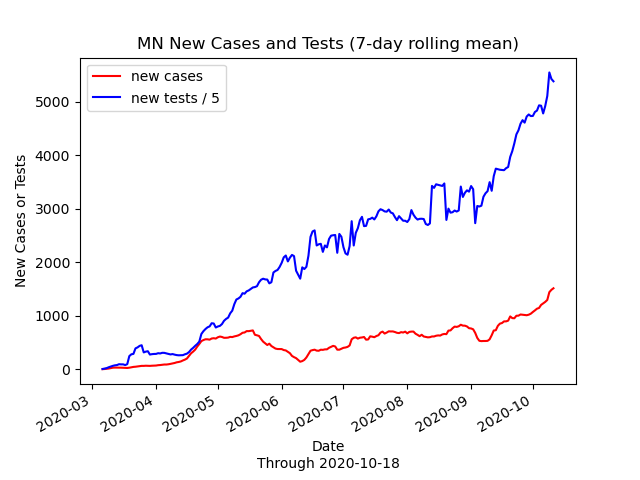 MN New Cases and Tests (7-day rolling mean)
new cases
new tests / 5
New Cases or Tests
5000
4000
3000
2000
1000
0
2020-03
2020-04
2020-05
2020-06
2020-07
2020-08
2020-09
2020-10
Date
Through 2020-10-18